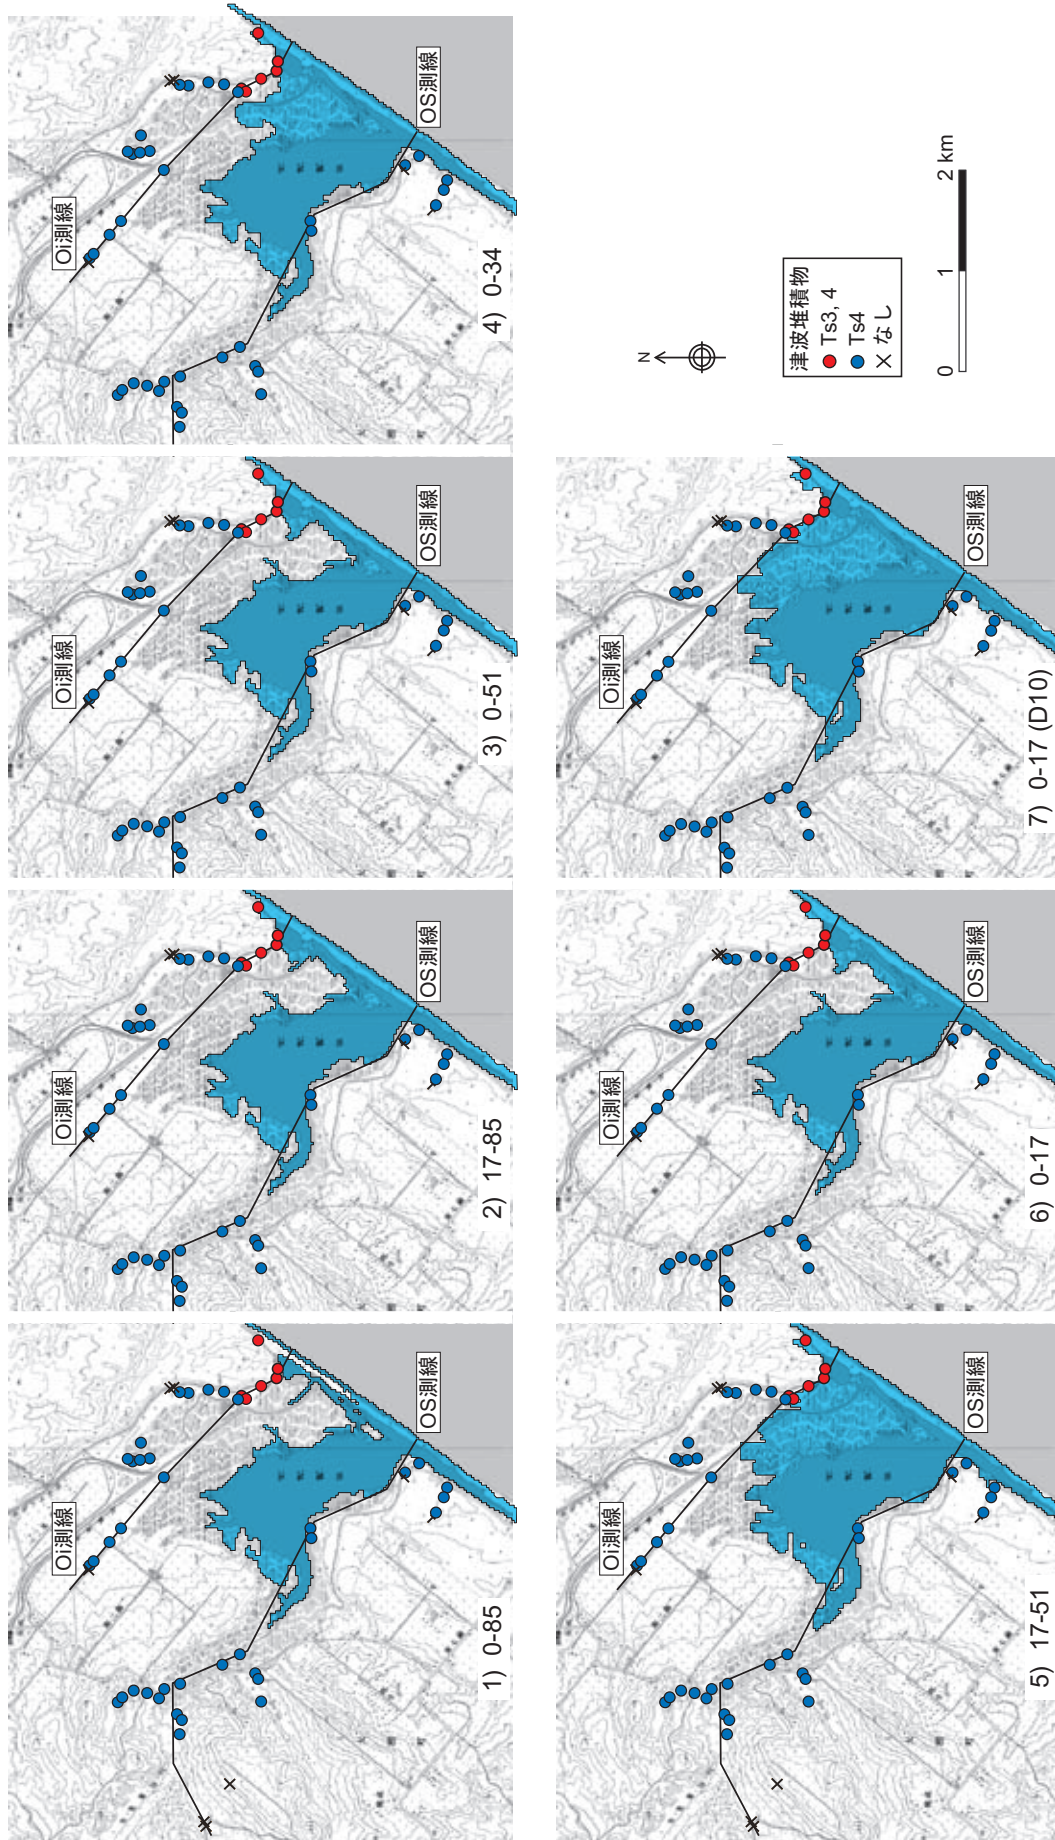 Oi測線
OS測線
1) 0-85
Oi測線
OS測線
2) 17-85
Oi測線
OS測線
3) 0-51
Oi測線
OS測線
4) 0-34
Oi測線
OS測線
5) 17-51
Oi測線
OS測線
6) 0-17
Oi測線
OS測線
7) 0-17 (D10)
N
津波堆積物
Ts3, 4
Ts4
なし
0 1 2 km